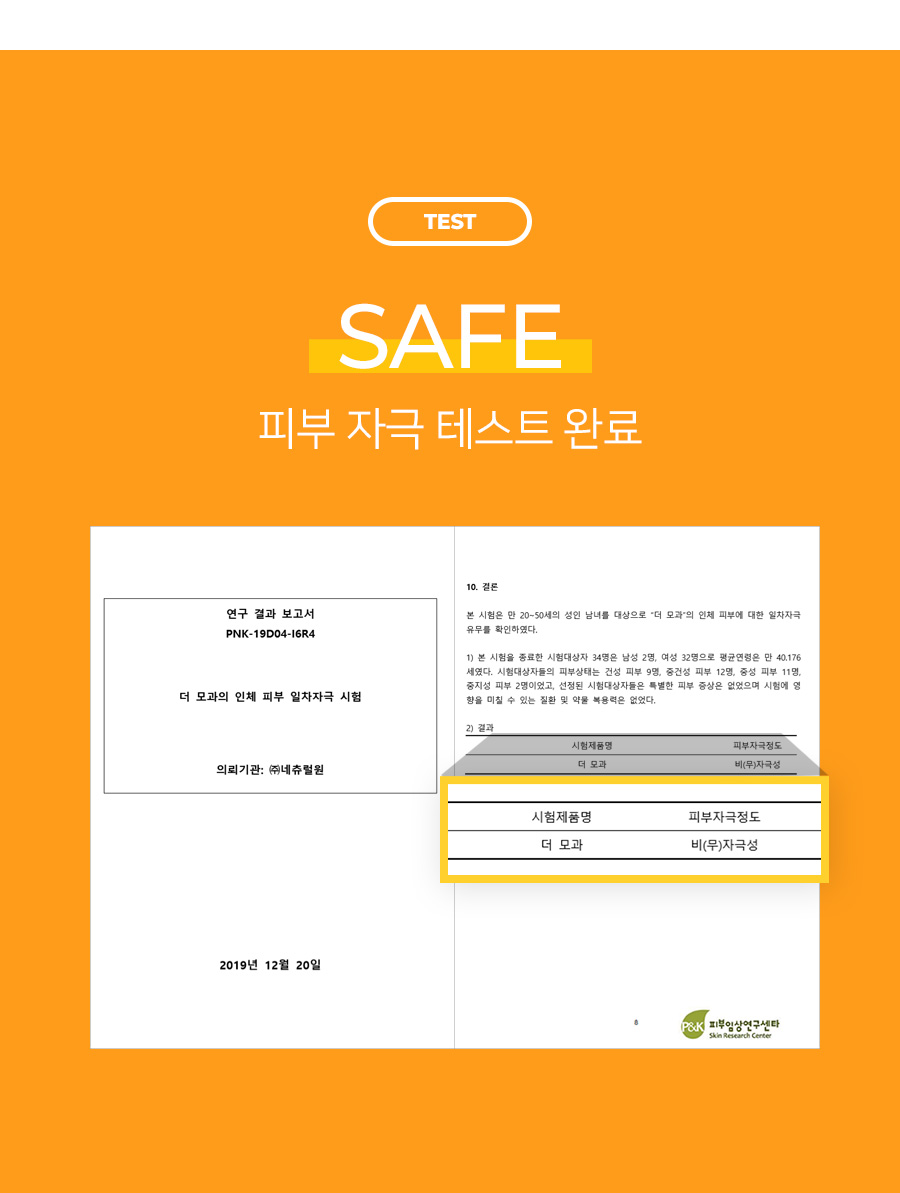 TEST
SAFE
피부 자극 테스트 완료
연구 결과 보고서
PNK-19D04-I6R4
더 모과의 인체 피부 일차자극 시험
의뢰기관: ㈜네츄럴원
2019년 12월 20일
10. 결론
본 시험은 만 20~50세의 성인 남녀를 대상으로 "더 모과"의 인체 피부에 대한 일차자극
유무를 확인하였다.
1) 본 시험을 종료한 시험대상자 34명은 남성 2명, 여성 32명으로 평균연령은 만 40.176
세였다. 시험대상자들의 피부상태는 건성 피부 9명, 중건성 피부 12명, 중성 피부 11명,
중지성 피부 2명이었고, 선정된 시험대상자들은 특별한 피부 증상은 없었으며 시험에 영
향을 미칠 수 있는 질환 및 약물 복용력은 없었다.
2) 결과
시험제품명 피부자극정도
더 모과 비(무)자극성
시험제품명 피부자극정도
더 모과 비(무)자극성
8
P&K 피부임상연구센타
Skin Research Center